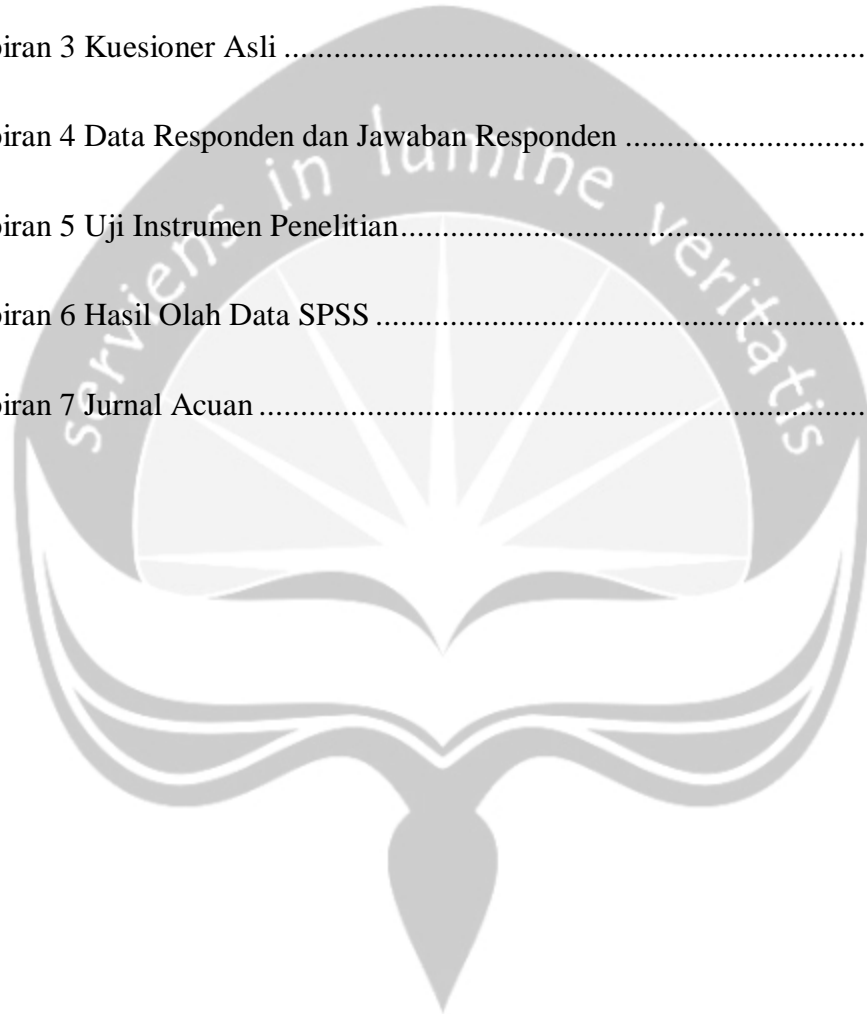 piran 3 Kuesioner Asli ................................................................................
piran 4 Data Responden dan Jawaban Responden .................................
piran 5 Uji Instrumen Penelitian.................................................................
piran 6 Hasil Olah Data SPSS .....................................................................
piran 7 Jurnal Acuan ...................................................................................
serviens in lumine veritatis